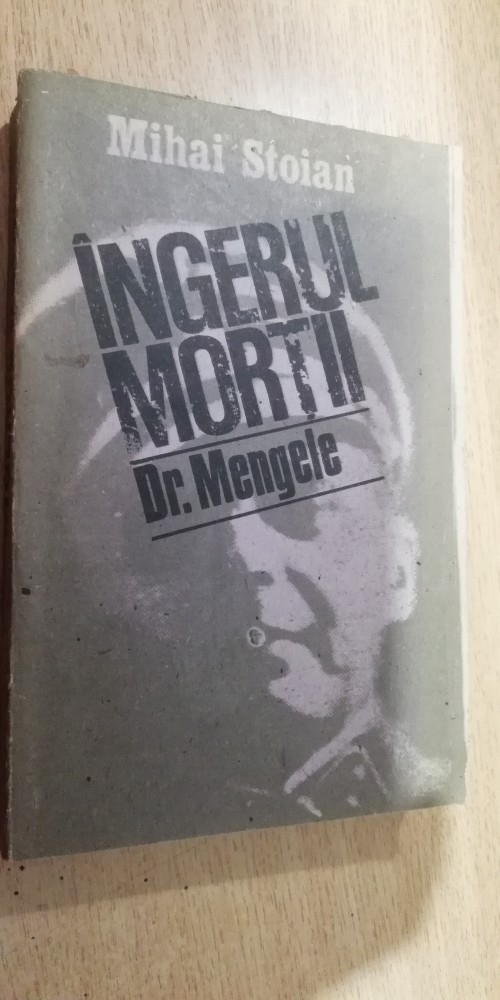 Mihai Stoian
ÎNGERUL
MORȚII
Dr. Mengele